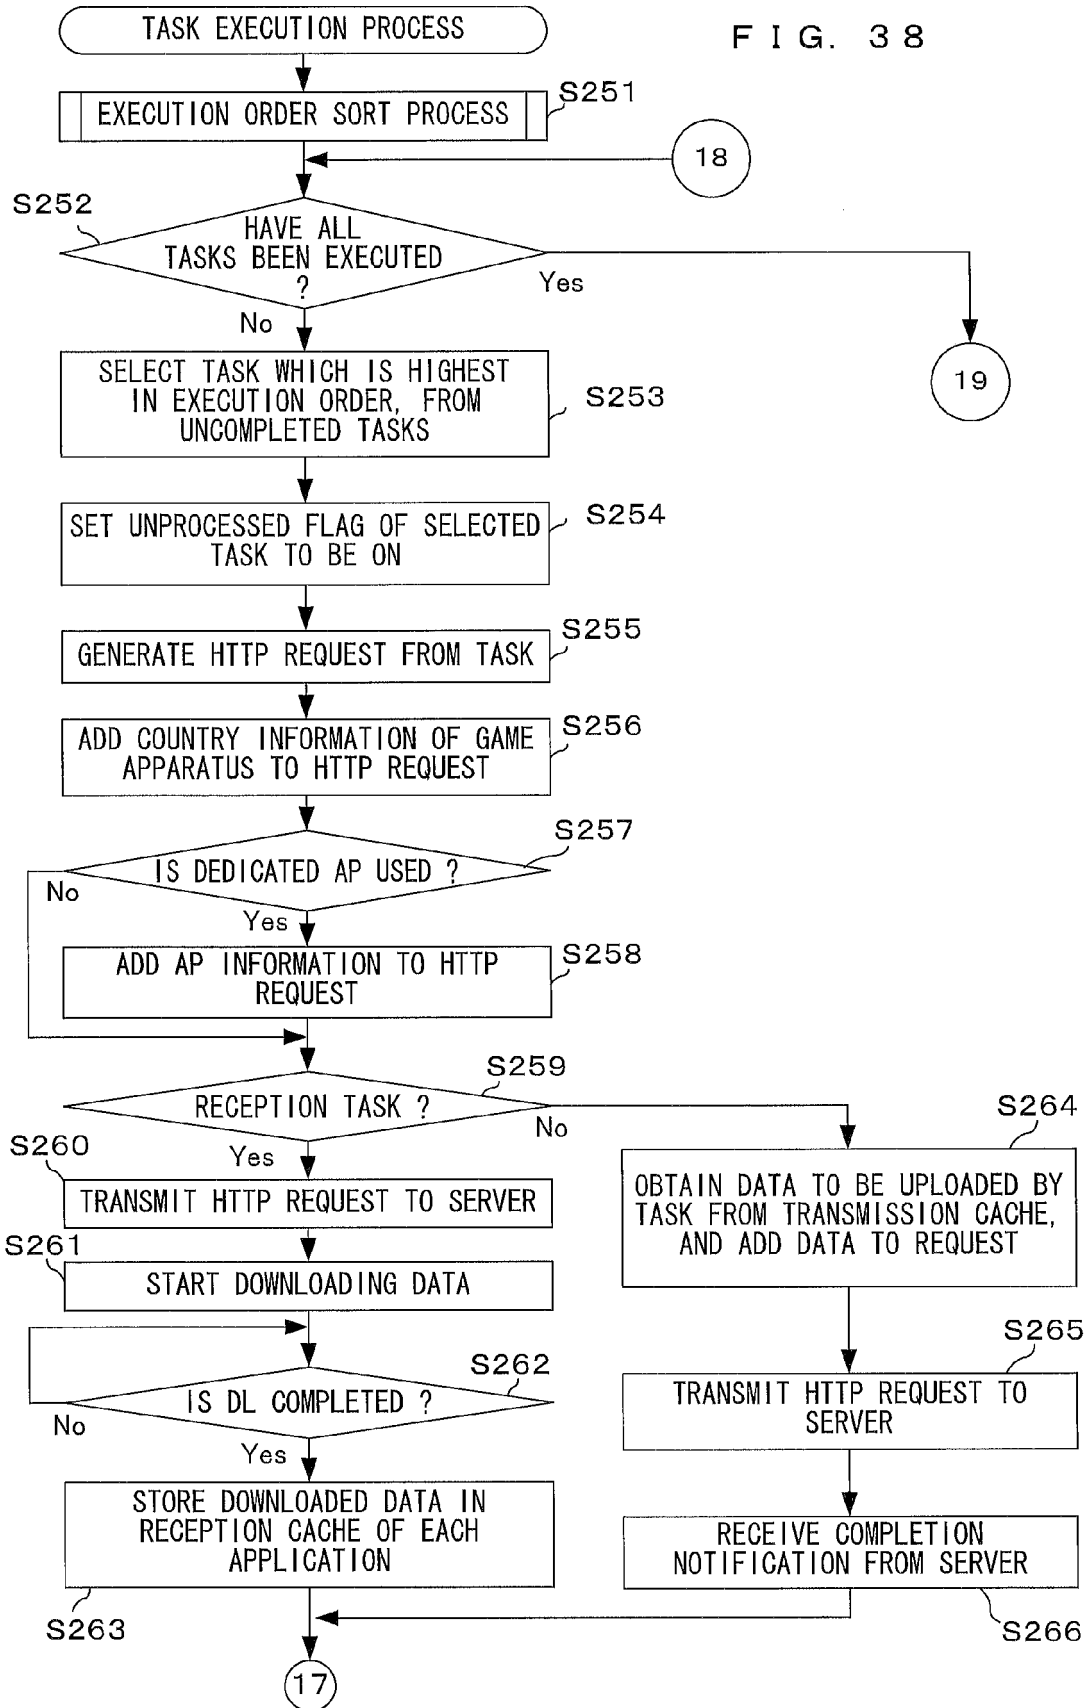 TASK EXECUTION PROCESS
FIG. 38
EXECUTION ORDER SORT PROCESS
S251
18
S252
HAVE ALL
TASKS BEEN EXECUTED
?
Yes
No
19
SELECT TASK WHICH IS HIGHEST
IN EXECUTION ORDER, FROM
UNCOMPLETED TASKS
S253
SET UNPROCESSED FLAG OF SELECTED
TASK TO BE ON
S254
GENERATE HTTP REQUEST FROM TASK
S255
ADD COUNTRY INFORMATION OF GAME
APPARATUS TO HTTP REQUEST
S256
IS DEDICATED AP USED ?
S257
No
Yes
ADD AP INFORMATION TO HTTP
REQUEST
S258
RECEPTION TASK ?
S259
No
Yes
S260
TRANSMIT HTTP REQUEST TO SERVER
S261
START DOWNLOADING DATA
IS DL COMPLETED ?
S262
No
Yes
STORE DOWNLOADED DATA IN
RECEPTION CACHE OF EACH
APPLICATION
S263
S264
OBTAIN DATA TO BE UPLOADED BY
TASK FROM TRANSMISSION CACHE,
AND ADD DATA TO REQUEST
S265
TRANSMIT HTTP REQUEST TO
SERVER
RECEIVE COMPLETION
NOTIFICATION FROM SERVER
S266
17